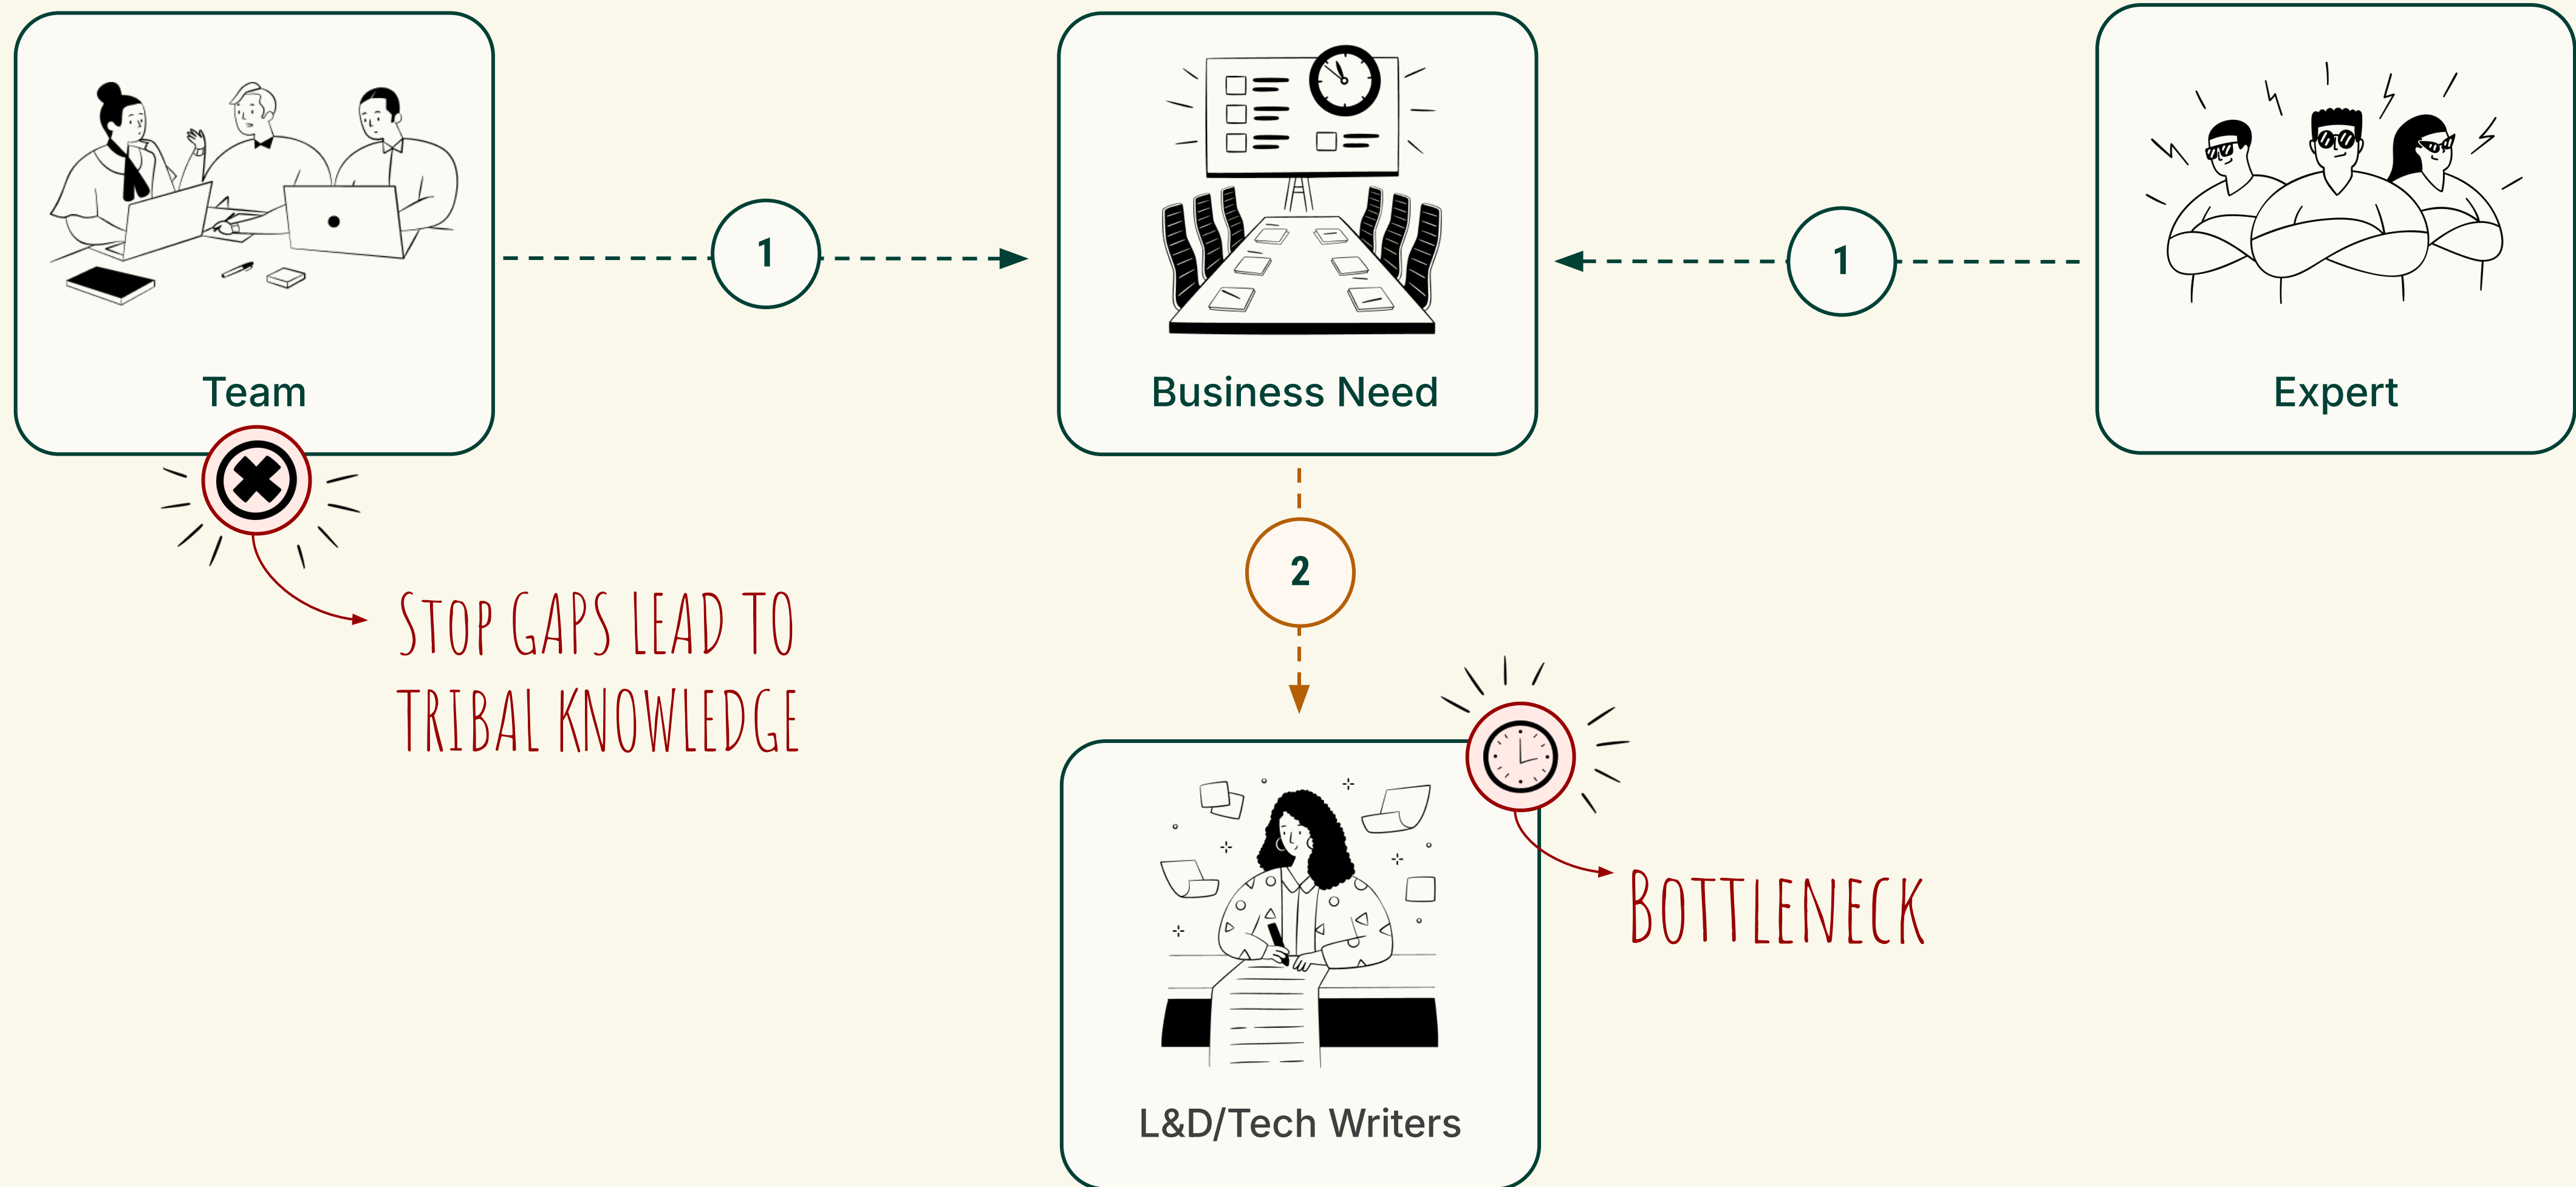 Team
1
Business Need
1
Expert
2
Stop GAPS LEAD TO
TRIBAL KNOWLEDGE
BOTTLENECK
L&D/Tech Writers